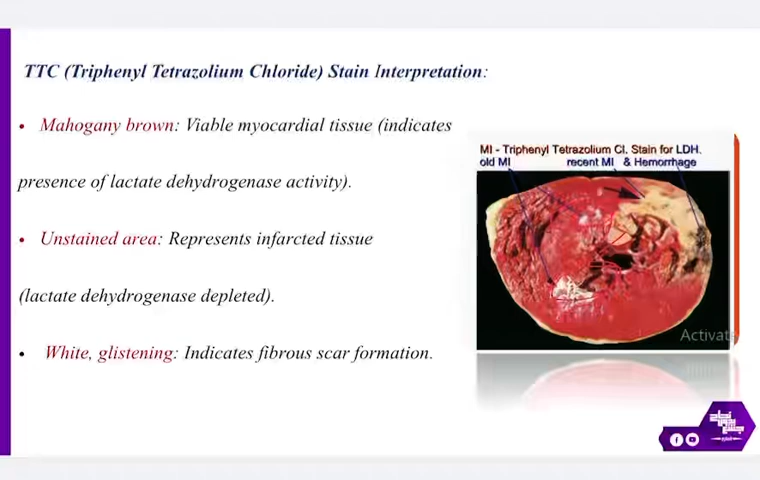 TTC (Triphenyl Tetrazolium Chloride) Stain Interpretation:
• Mahogany brown: Viable myocardial tissue (indicates
presence of lactate dehydrogenase activity).
• Unstained area: Represents infarcted tissue
(lactate dehydrogenase depleted).
• White, glistening: Indicates fibrous scar formation.
MI - Triphenyl Tetrazolium Cl. Stain for LDH.
old MI recent MI & Hemorrhage
Activat